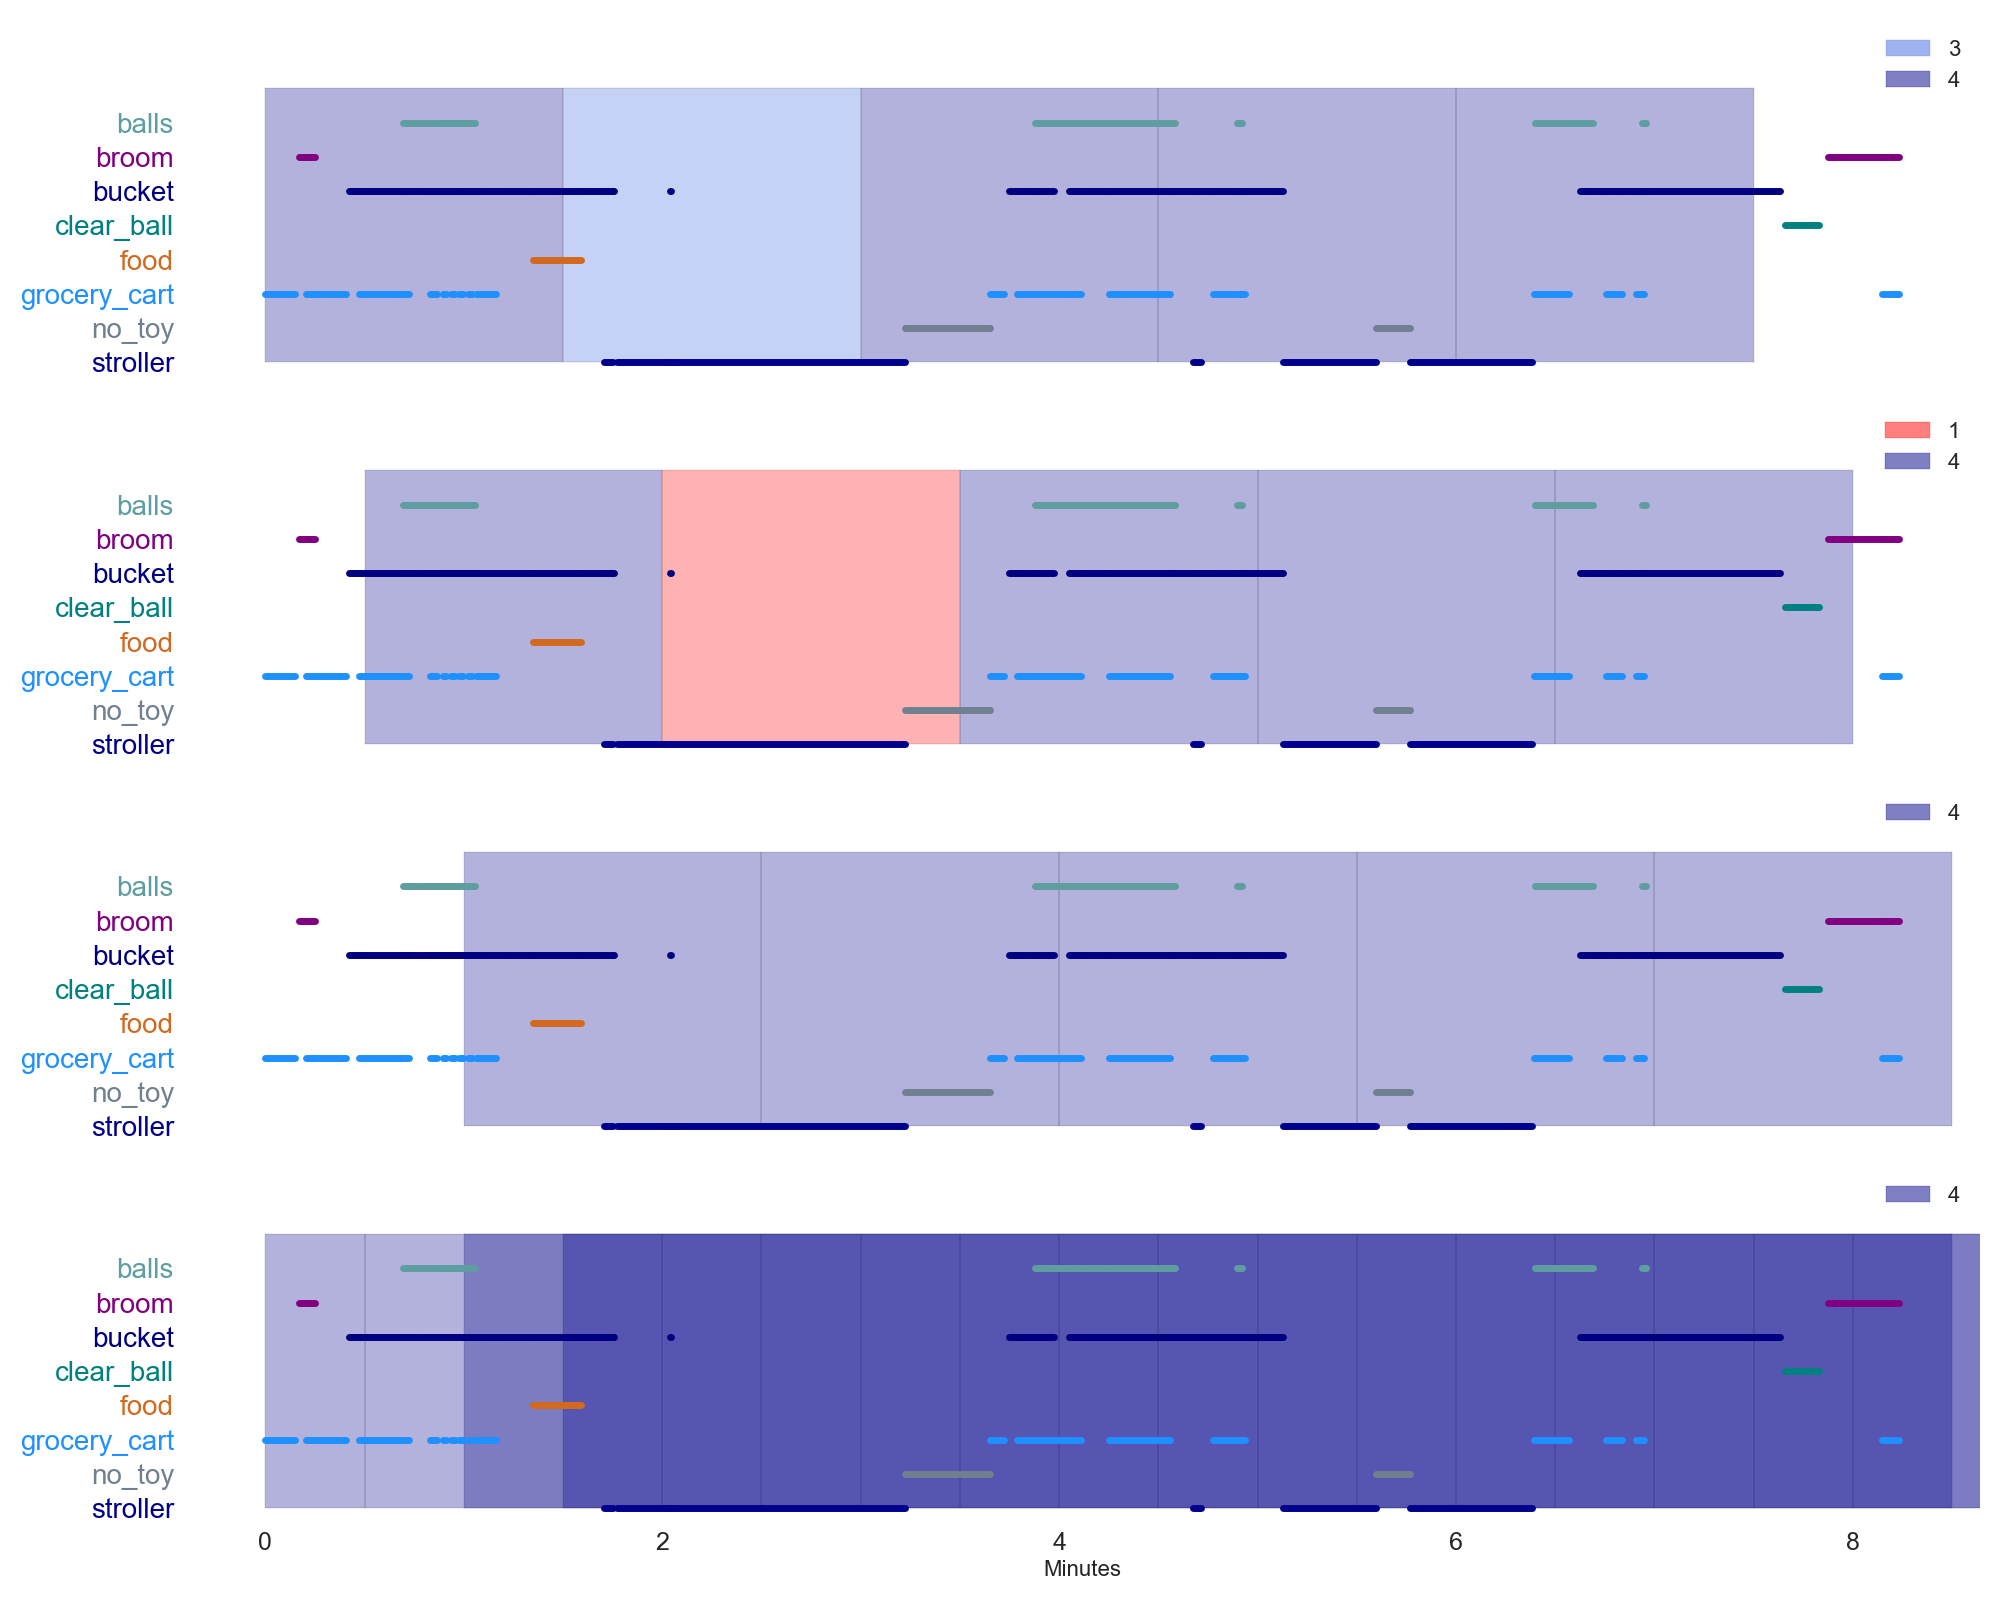 3
4
balls
broom
bucket
clear_ball
food
grocery_cart
no_toy
stroller
1
4
balls
broom
bucket
clear_ball
food
grocery_cart
no_toy
stroller
4
balls
broom
bucket
clear_ball
food
grocery_cart
no_toy
stroller
4
balls
broom
bucket
clear_ball
food
grocery_cart
no_toy
stroller
0 2 4 6 8
Minutes